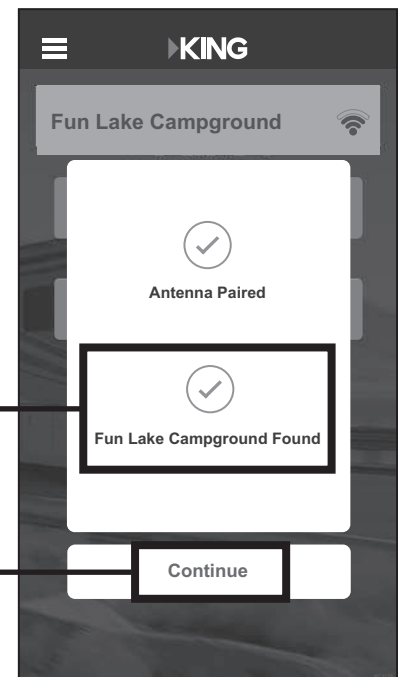 KING
Fun Lake Campground
Antenna Paired
Fun Lake Campground Found
Continue